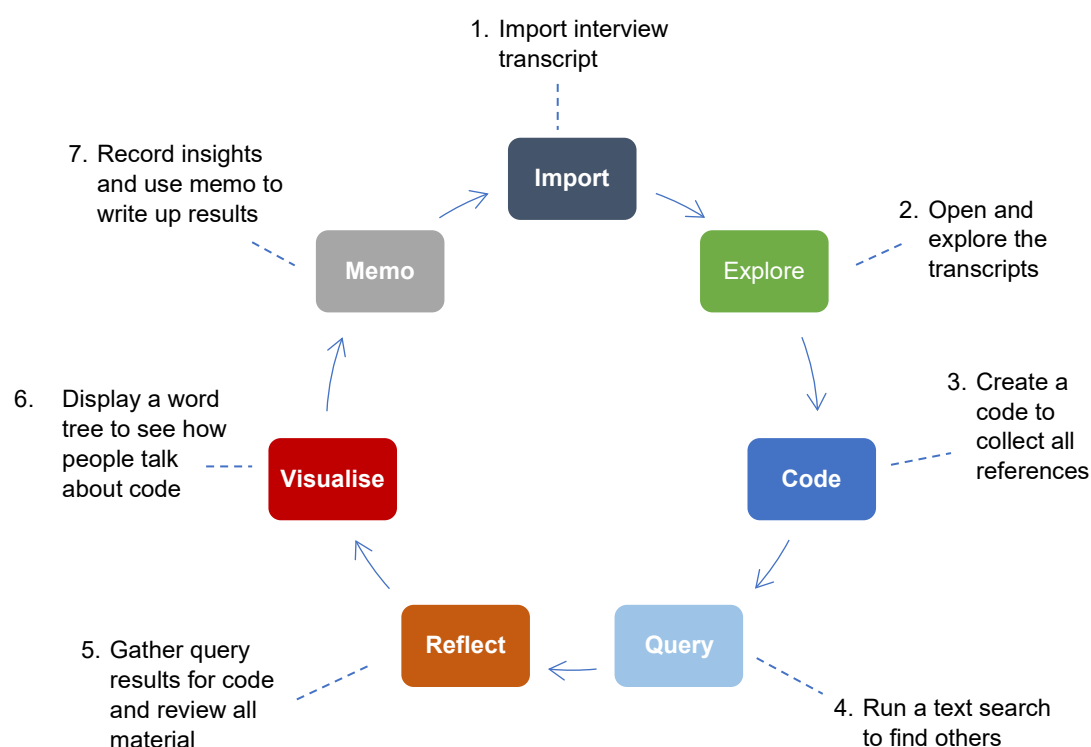 1. Import interview
transcript
Import
2. Open and
explore the
transcripts
Explore
3. Create a
code to
collect all
references
Code
4. Run a text search
to find others
Query
5. Gather query
results for code
and review all
material
Reflect
6. Display a word
tree to see how
people talk
about code
Visualise
7. Record insights
and use memo to
write up results
Memo